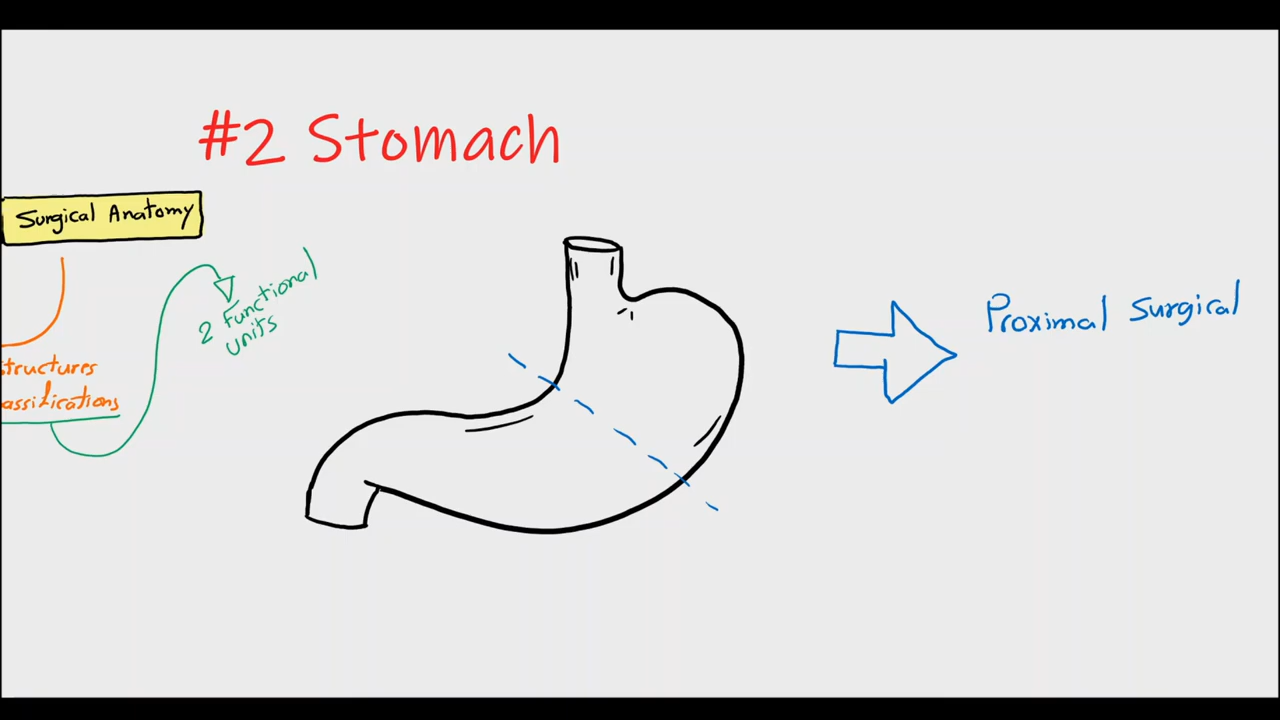 #2 Stomach
Surgical Anatomy
2 Functional
units
Proximal Surgical